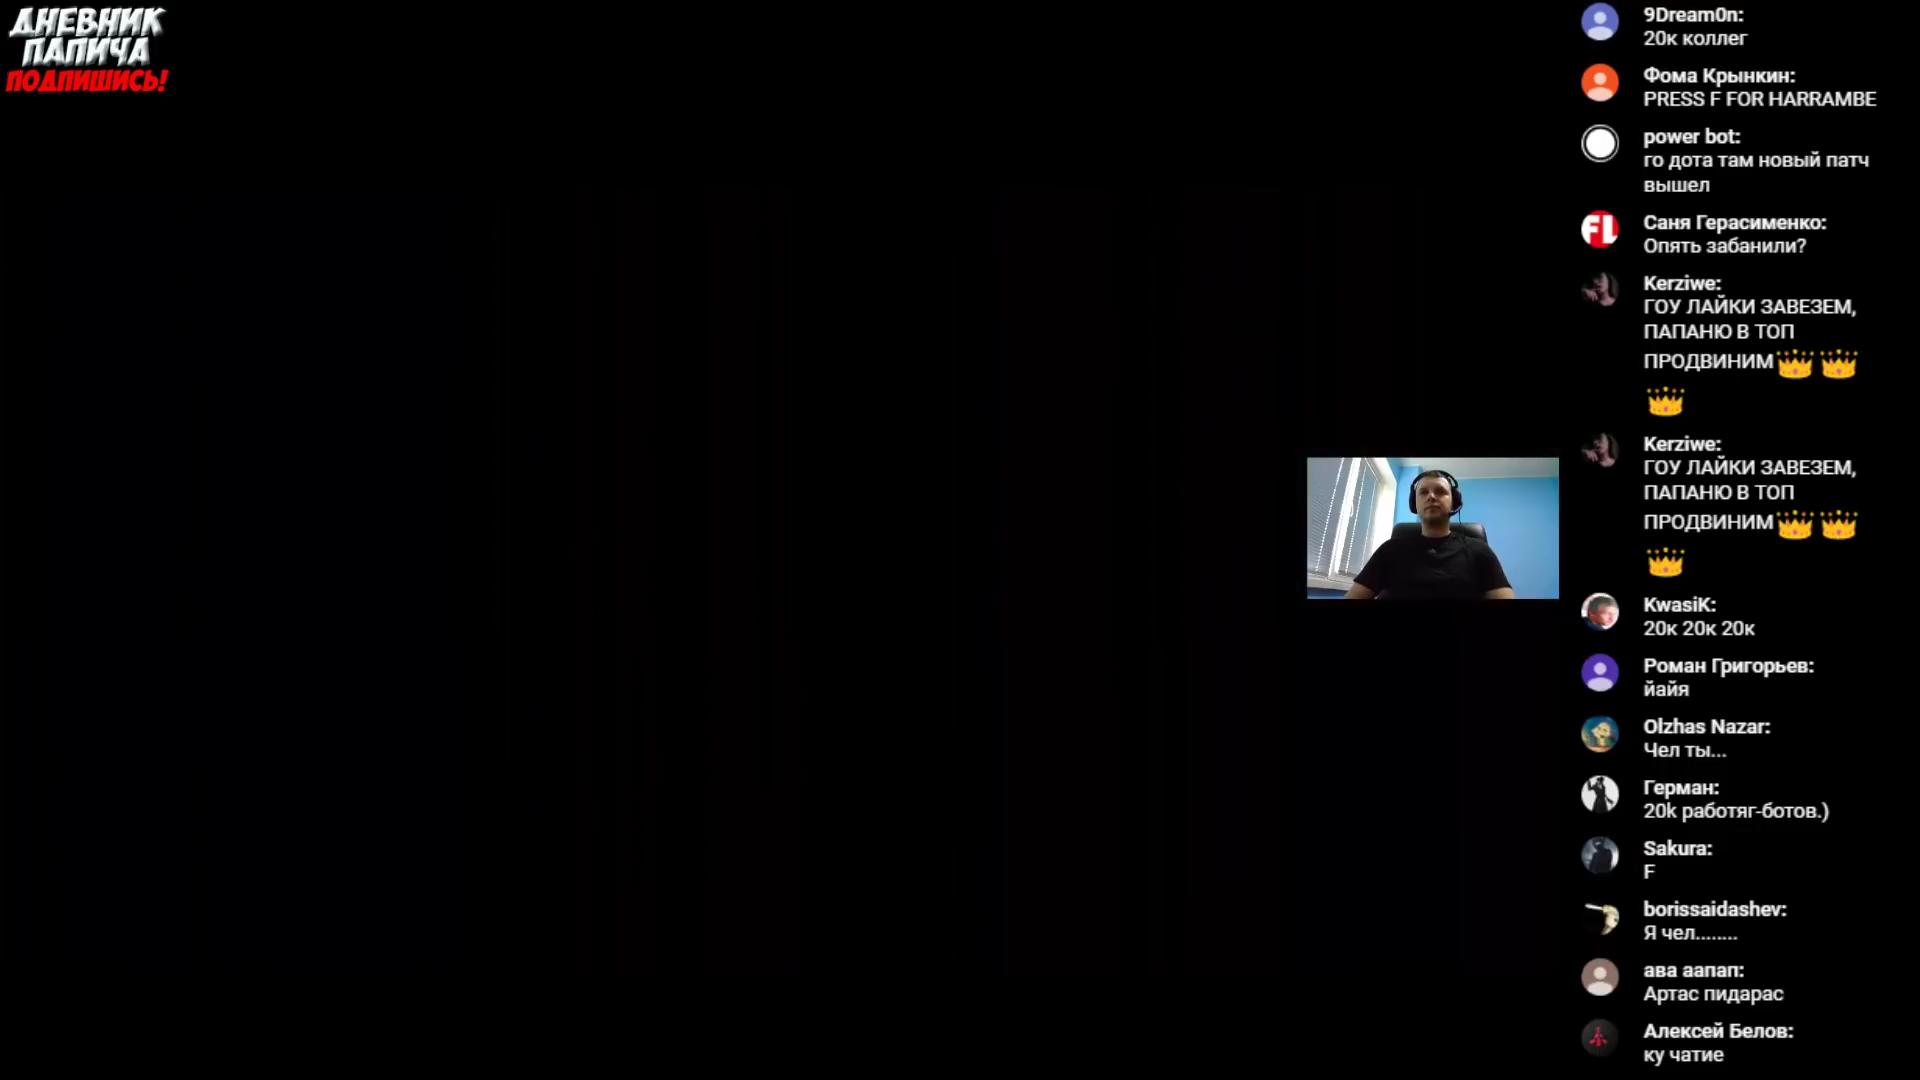 ДНЕВНИК
ПАПИЧА
ПОДПИШИСЬ!
9Dream0n:
20к коллег
Фома Крынкин:
PRESS F FOR HARRAMBE
power bot:
го дота там новый патч
вышел
FL
Саня Герасименко:
Опять забанили?
Kerziwe:
ГОУ ЛАЙКИ ЗАВЕЗЕМ,
ПАПАНЮ В ТОП
ПРОДВИНИМ
Kerziwe:
ГОУ ЛАЙКИ ЗАВЕЗЕМ,
ПАПАНЮ В ТОП
ПРОДВИНИМ
KwasiK:
20к 20к 20к
Роман Григорьев:
йайя
Olzhas Nazar:
Чел ты...
Герман:
20k работяг-ботов.)
Sakura:
F
borissaidashev:
Я чел........
ава аапап:
Артас пидарас
Алексей Белов:
ку чатие